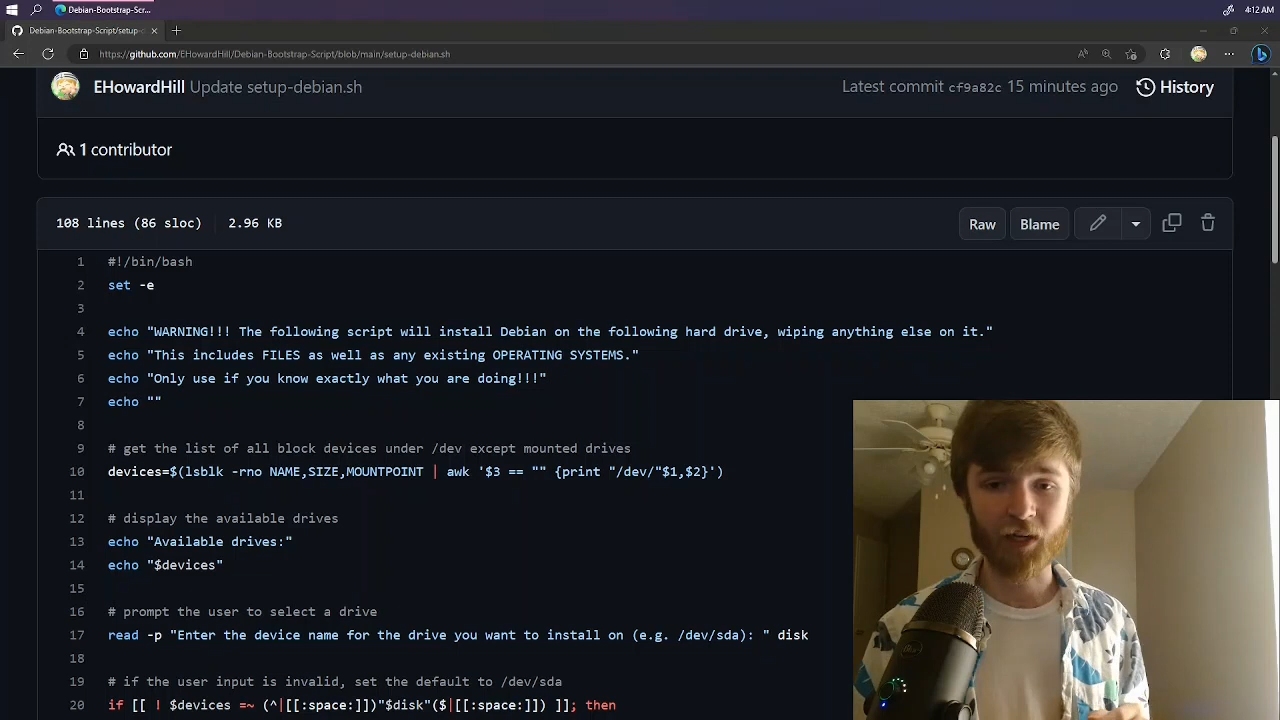 Debian-Bootstrap-Scr...
4:12 AM
Debian-Bootstrap-Script/setup-
https://github.com/EHowardHill/Debian-Bootstrap-Script/blob/main/setup-debian.sh
EHowardHill Update setup-debian.sh
Latest commit cf9a82c 15 minutes ago
History
1 contributor
108 lines (86 sloc) 2.96 KB
Raw
Blame
1 #!/bin/bash
2 set -e
3
4 echo "WARNING!!! The following script will install Debian on the following hard drive, wiping anything else on it."
5 echo "This includes FILES as well as any existing OPERATING SYSTEMS."
6 echo "Only use if you know exactly what you are doing!!!"
7 echo ""
8
9 # get the list of all block devices under /dev except mounted drives
10 devices=$(lsblk -rno NAME,SIZE,MOUNTPOINT | awk '$3 == "" {print "/dev/"$1,$2}')
11
12 # display the available drives
13 echo "Available drives:"
14 echo "$devices"
15
16 # prompt the user to select a drive
17 read -p "Enter the device name for the drive you want to install on (e.g. /dev/sda): " disk
18
19 # if the user input is invalid, set the default to /dev/sda
20 if [[ ! $devices =~ (^|[[:space:]])"$disk"($|[[:space:]]) ]]; then